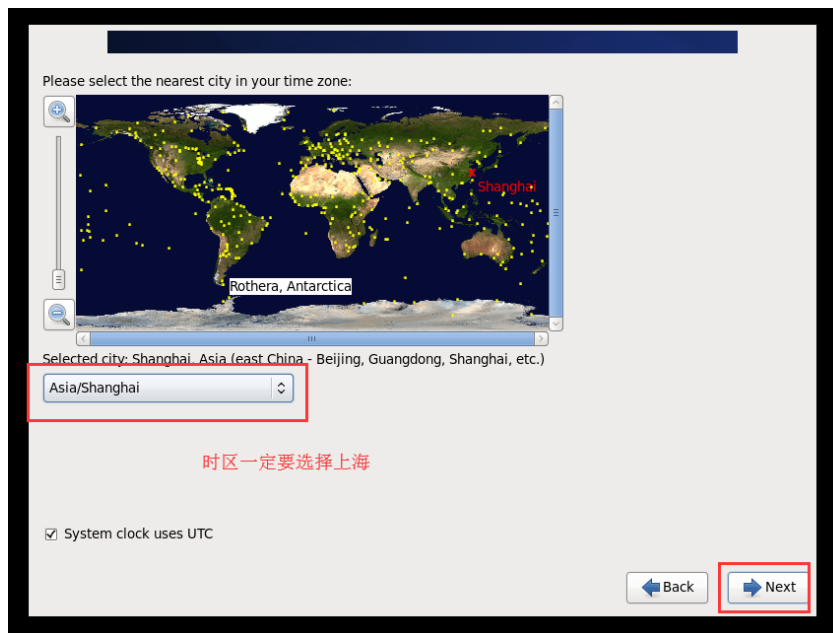 Please select the nearest city in your time zone:
Shanghai
Rothera, Antarctica
Selected city: Shanghai, Asia (east China - Beijing, Guangdong, Shanghai, etc.)
Asia/Shanghai
时区一定要选择上海
System clock uses UTC
Back
Next